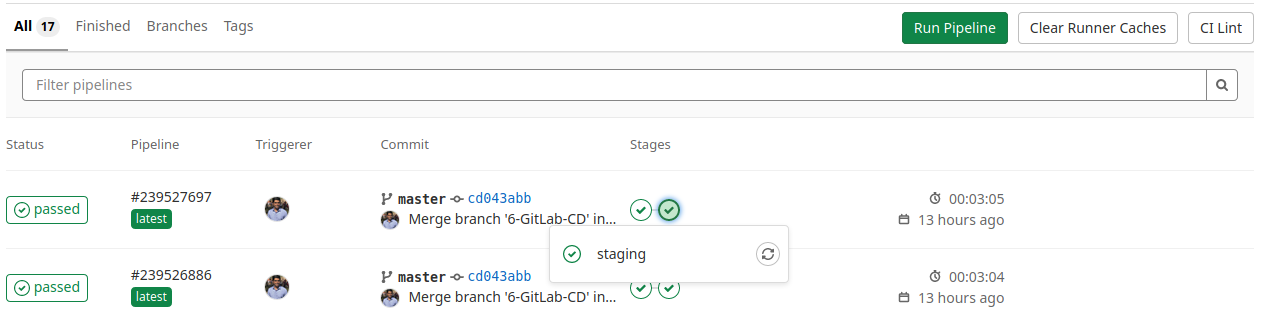 All 17 Finished Branches Tags Run Pipeline Clear Runner Caches CI Lint
Filter pipelines
Status Pipeline Triggerer Commit Stages
passed #239527697 master cd043abb 00:03:05
latest Merge branch '6-GitLab-CD' in... 13 hours ago
staging
passed #239526886 master cd043abb 00:03:04
latest Merge branch '6-GitLab-CD' in... 13 hours ago